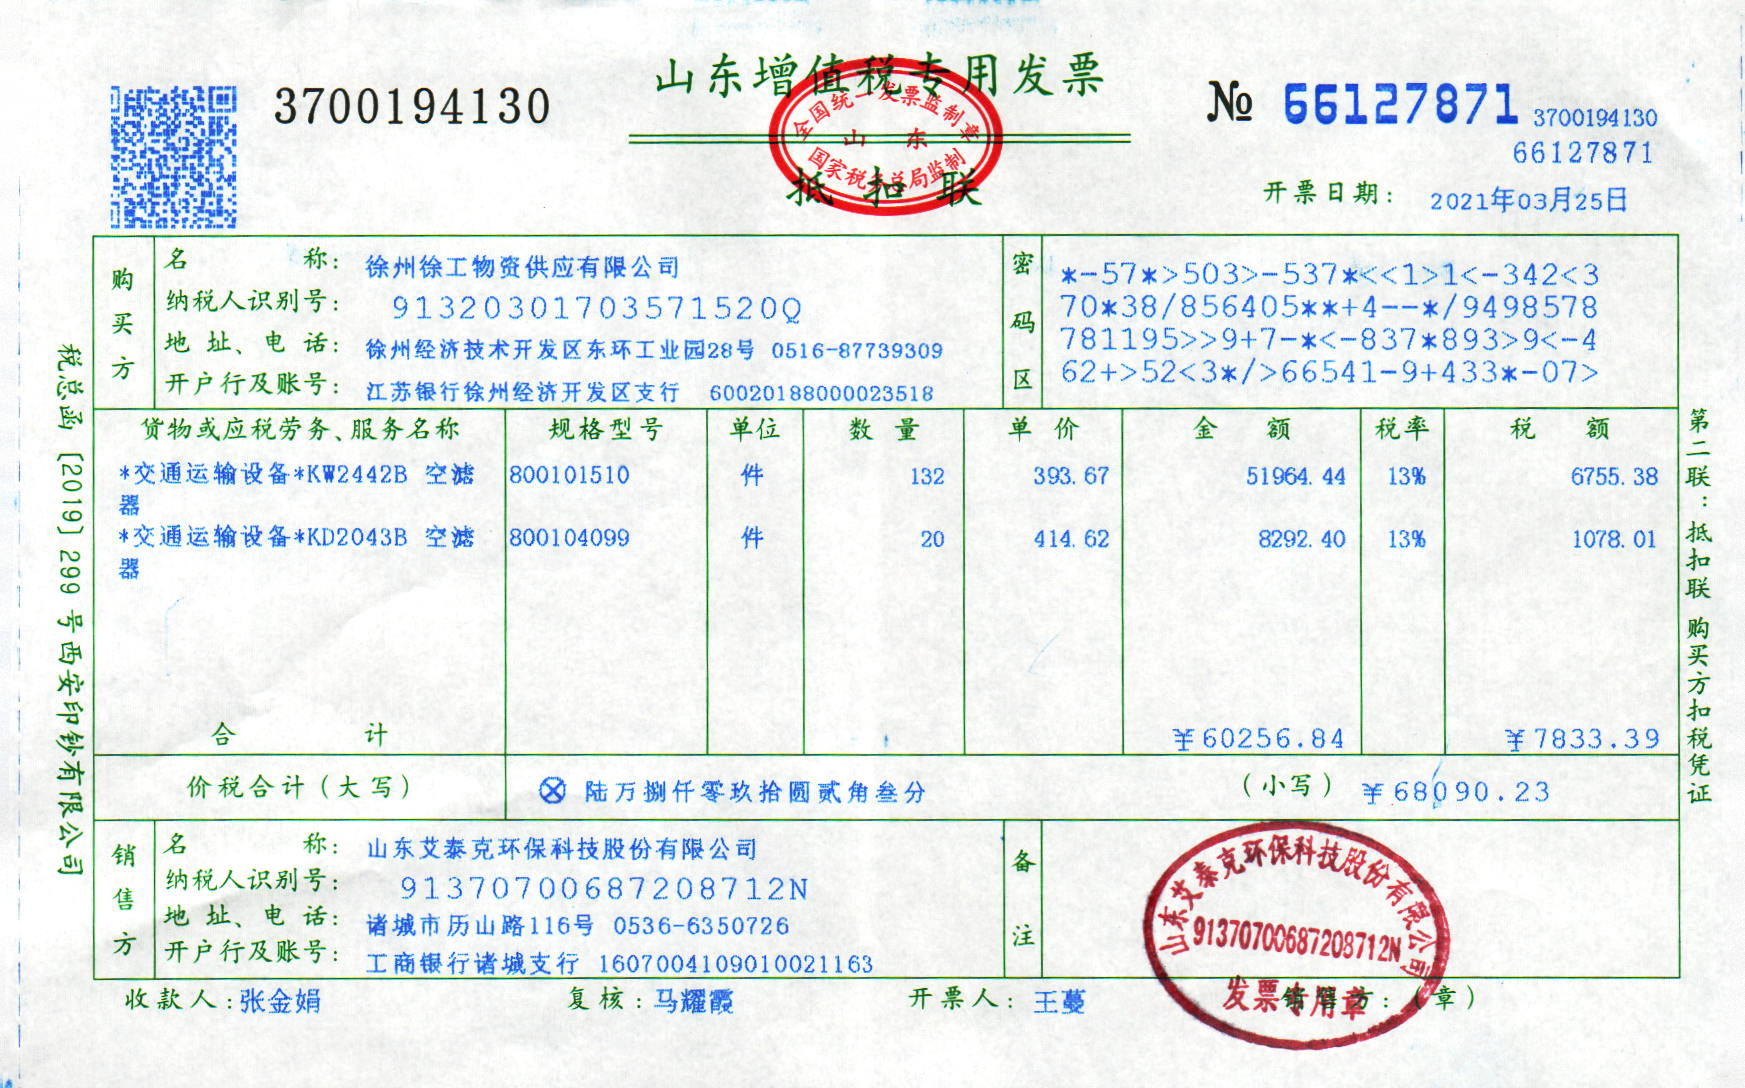 山东增值税专用发票
3700194130
№ 66127871
3700194130
66127871
全国统一发票监制章
山东
国家税务总局监制
抵扣联
开票日期: 2021年03月25日
购买方
名称: 徐州徐工物资供应有限公司
纳税人识别号: 91320301703571520Q
地址、电话: 徐州经济技术开发区东环工业园28号 0516-87739309
开户行及账号: 江苏银行徐州经济开发区支行 60020188000023518
密码区
*-57*>503>-537*<<1>1<-342<3
70*38/856405**+4--*/9498578
781195>>9+7-*<-837*893>9<-4
62+>52<3*/>66541-9+433*-07>
货物或应税劳务、服务名称 规格型号 单位 数量 单价 金额 税率 税额
*交通运输设备*KW2442B 空滤 800101510 件 132 393.67 51964.44 13% 6755.38
器
*交通运输设备*KD2043B 空滤 800104099 件 20 414.62 8292.40 13% 1078.01
器
合计 ¥60256.84 ¥7833.39
价税合计(大写) ⊗ 陆万捌仟零玖拾圆贰角叁分 (小写) ¥68090.23
销售方
名称: 山东艾泰克环保科技股份有限公司
纳税人识别号: 91370700687208712N
地址、电话: 诸城市历山路116号 0536-6350726
开户行及账号: 工商银行诸城支行 1607004109010021163
备注
山东艾泰克环保科技股份有限公司
91370700687208712N
发票专用章
收款人: 张金娟 复核: 马耀霞 开票人: 王蔓 销售方: (章)
税总函[2019]299号西安印钞有限公司
第二联: 抵扣联 购买方扣税凭证